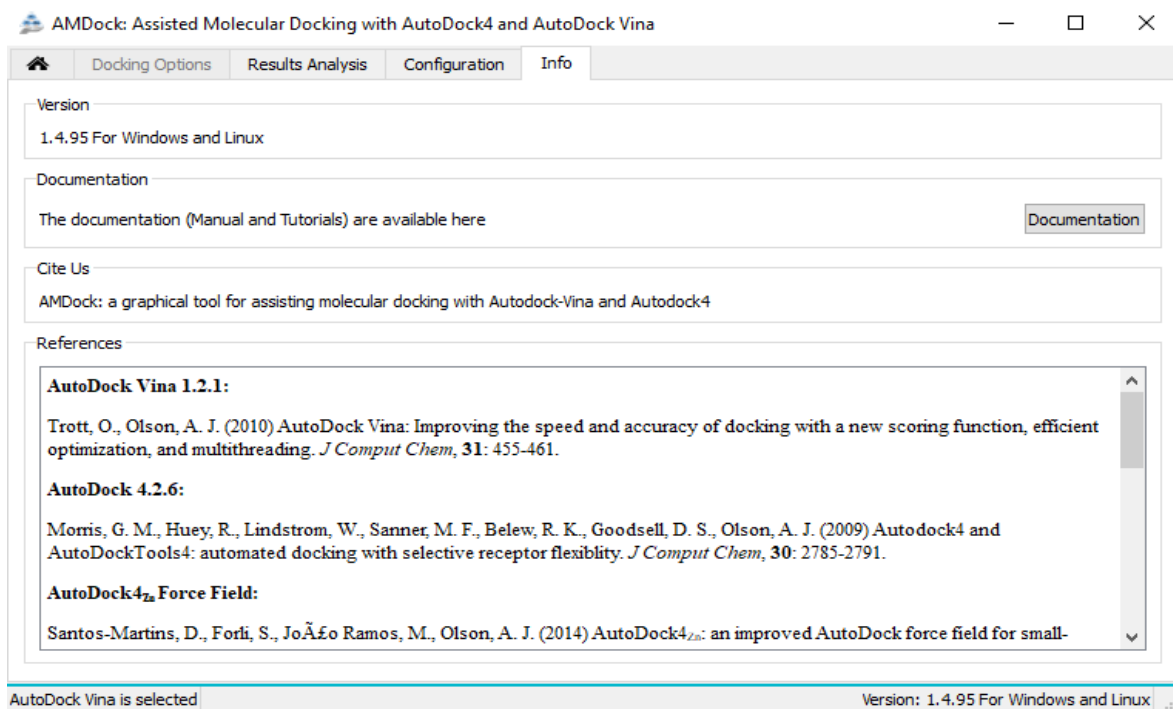 AMDock: Assisted Molecular Docking with AutoDock4 and AutoDock Vina
Docking Options Results Analysis Configuration Info
Version
1.4.95 For Windows and Linux
Documentation
The documentation (Manual and Tutorials) are available here
Documentation
Cite Us
AMDock: a graphical tool for assisting molecular docking with Autodock-Vina and Autodock4
References
AutoDock Vina 1.2.1:
Trott, O., Olson, A. J. (2010) AutoDock Vina: Improving the speed and accuracy of docking with a new scoring function, efficient
optimization, and multithreading. J Comput Chem, 31: 455-461.
AutoDock 4.2.6:
Morris, G. M., Huey, R., Lindstrom, W., Sanner, M. F., Belew, R. K., Goodsell, D. S., Olson, A. J. (2009) Autodock4 and
AutoDockTools4: automated docking with selective receptor flexiblity. J Comput Chem, 30: 2785-2791.
AutoDock4Zn Force Field:
Santos-Martins, D., Forli, S., JoÃ£o Ramos, M., Olson, A. J. (2014) AutoDock4Zn: an improved AutoDock force field for small-
AutoDock Vina is selected
Version: 1.4.95 For Windows and Linux